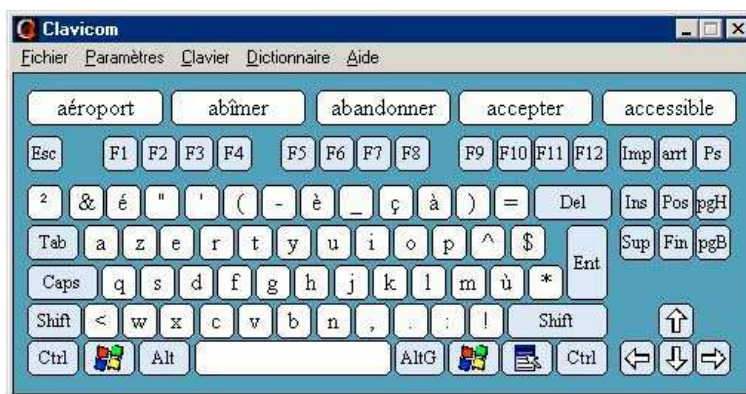 Clavicom
Fichier Paramètres Clavier Dictionnaire Aide
aéroport abîmer abandonner accepter accessible
Esc F1 F2 F3 F4 F5 F6 F7 F8 F9 F10 F11 F12 Imp arrt Ps
² & é " ' ( - è _ ç à ) = Del Ins Pos pgH
Tab a z e r t y u i o p ^ $ Ent Sup Fin pgB
Caps q s d f g h j k l m ù *
Shift < w x c v b n , . : ! Shift
Ctrl Alt AltG Ctrl